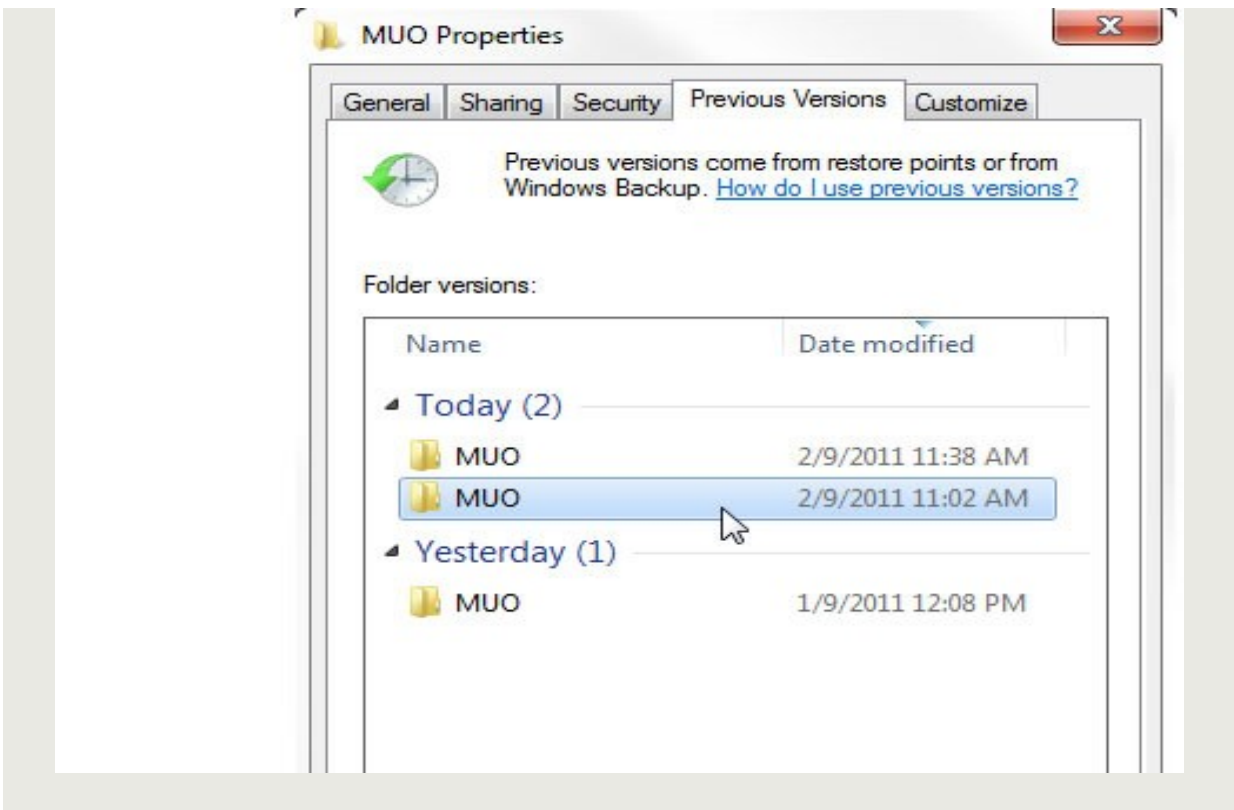 MUO Properties
General Sharing Security Previous Versions Customize
Previous versions come from restore points or from
Windows Backup. How do I use previous versions?
Folder versions:
Name Date modified
Today (2)
MUO 2/9/2011 11:38 AM
MUO 2/9/2011 11:02 AM
Yesterday (1)
MUO 1/9/2011 12:08 PM